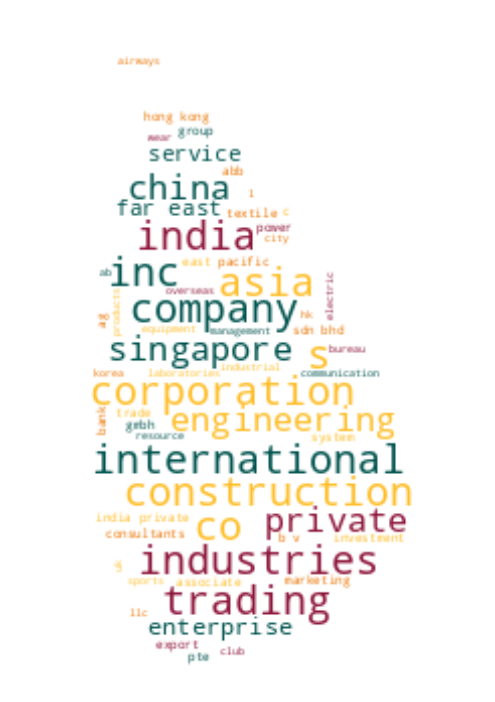 airways
hong kong
wear group
service
abb
china l
far east textile c
india power
city
east pacific
ab inc asia
overseas electric
products company hk
ag equipment management sdn bhd
singapore s bureau
industrial
korea laboratories communication
corporation
bank trade engineering
gmbh
resource system
international
construction
india private co private
consultants b v investment
industries
sports associate marketing
trading
llc
enterprise
export
pte club